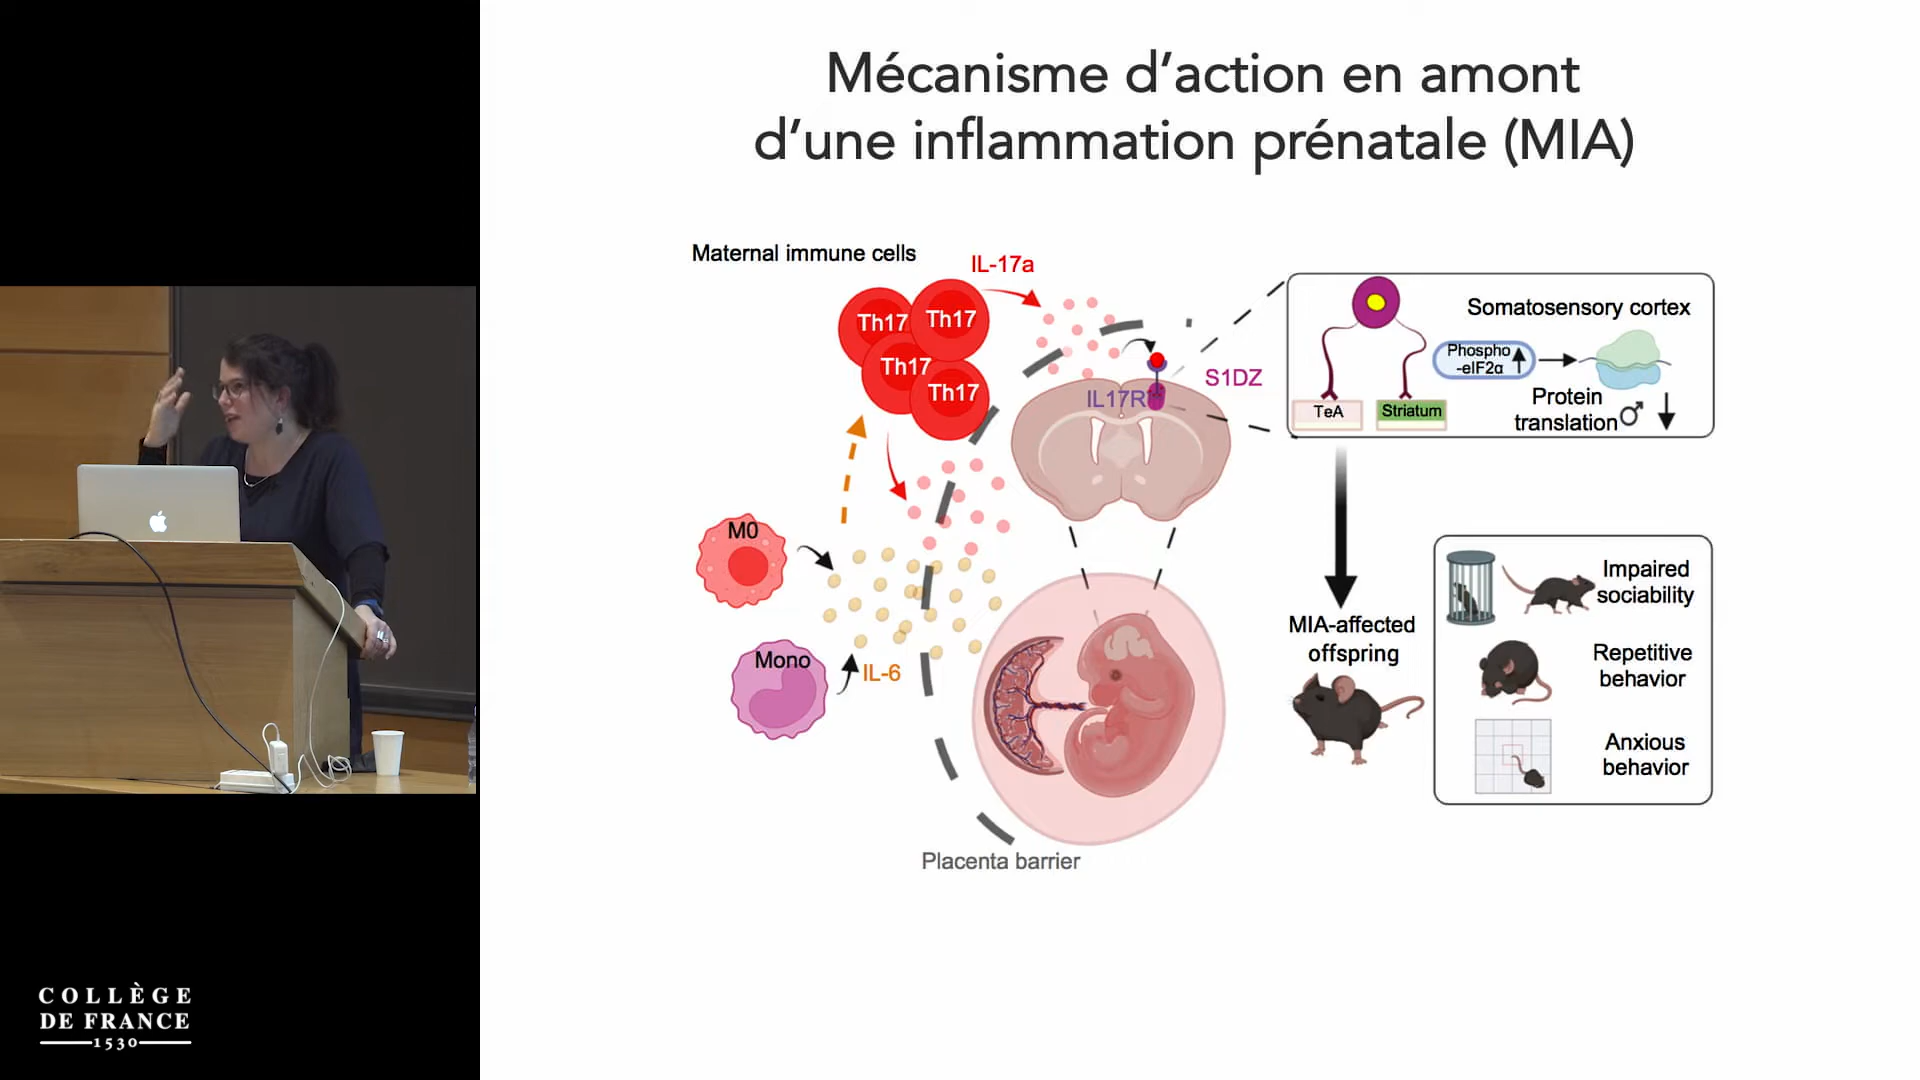 Mécanisme d’action en amont
d’une inflammation prénatale (MIA)
Maternal immune cells
IL-17a
Th17
Th17
Th17
Th17
IL17R
S1DZ
Somatosensory cortex
Phospho
-eIF2α
TeA
Striatum
Protein
translation♂
M0
Mono
IL-6
MIA-affected
offspring
Impaired
sociability
Repetitive
behavior
Anxious
behavior
Placenta barrier
COLLÈGE
DE FRANCE
1530